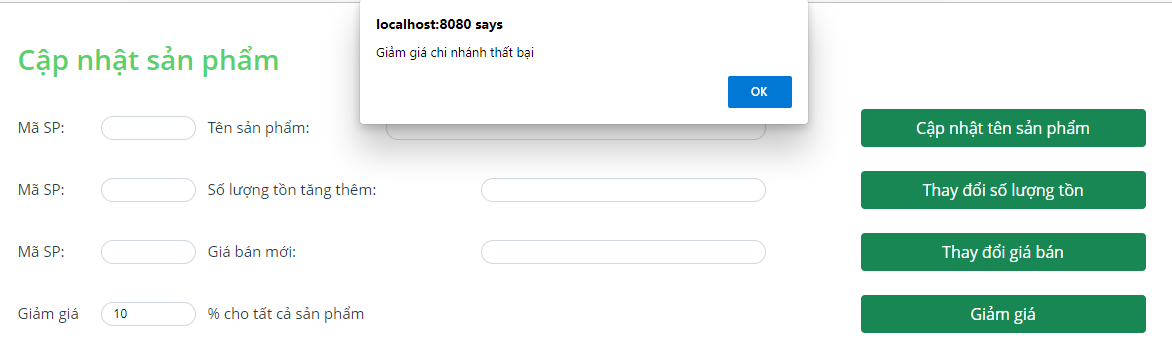 localhost:8080 says
Giảm giá chi nhánh thất bại
OK
Cập nhật sản phẩm
Mã SP: Tên sản phẩm: Cập nhật tên sản phẩm
Mã SP: Số lượng tồn tăng thêm: Thay đổi số lượng tồn
Mã SP: Giá bán mới: Thay đổi giá bán
Giảm giá 10 % cho tất cả sản phẩm Giảm giá